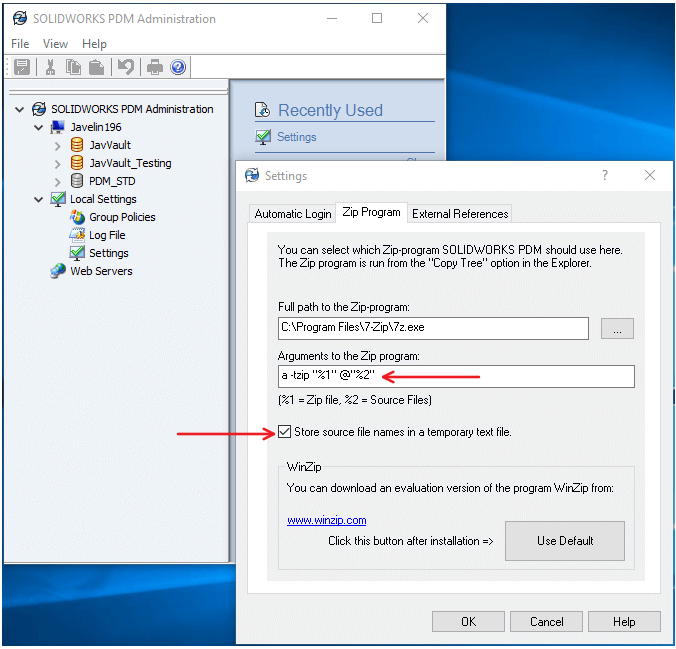 SOLIDWORKS PDM Administration
File View Help
SOLIDWORKS PDM Administration
Javelin196
JavVault
JavVault_Testing
PDM_STD
Local Settings
Group Policies
Log File
Settings
Web Servers
Recently Used
Settings
Settings
Automatic Login
Zip Program
External References
You can select which Zip-program SOLIDWORKS PDM should use here.
The Zip program is run from the "Copy Tree" option in the Explorer.
Full path to the Zip-program:
C:\Program Files\7-Zip\7z.exe
...
Arguments to the Zip program:
a -tzip "%1" @"%2"
(%1 = Zip file, %2 = Source Files)
Store source file names in a temporary text file.
WinZip
You can download an evaluation version of the program WinZip from:
www.winzip.com
Click this button after installation =>
Use Default
OK
Cancel
Help